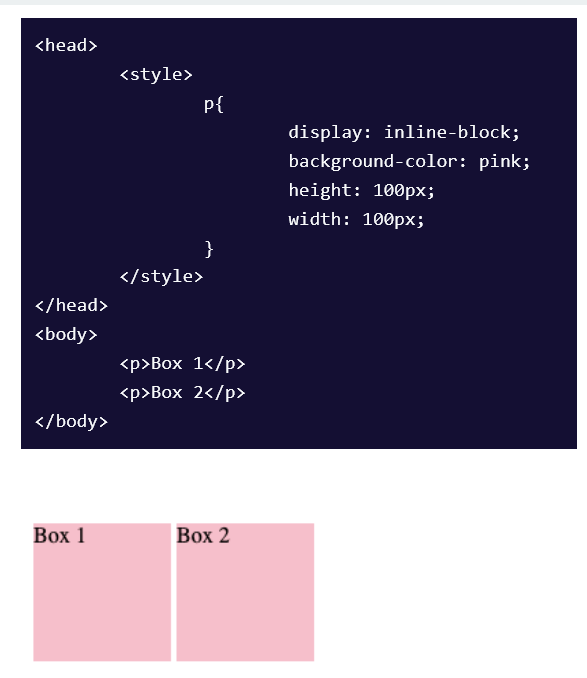 <head>
<style>
p{
display: inline-block;
background-color: pink;
height: 100px;
width: 100px;
}
</style>
</head>
<body>
<p>Box 1</p>
<p>Box 2</p>
</body>
Box 1 Box 2